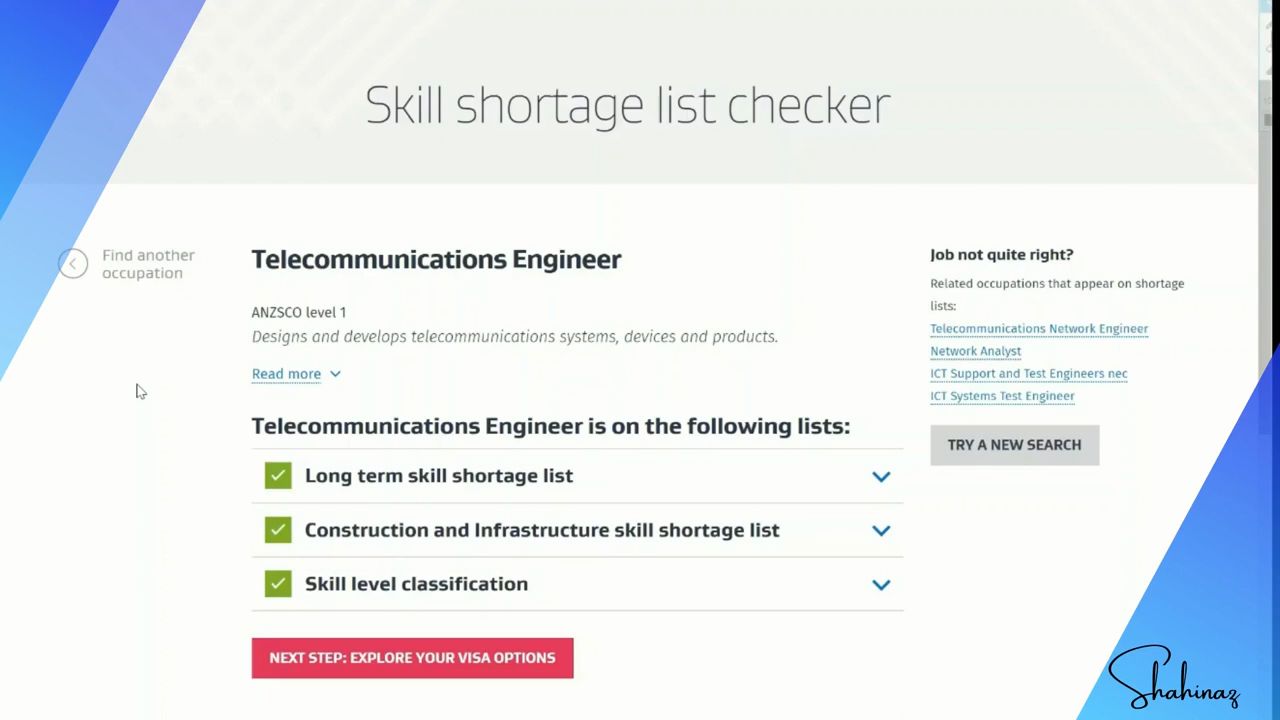 Skill shortage list checker
Find another
occupation
Telecommunications Engineer
ANZSCO level 1
Designs and develops telecommunications systems, devices and products.
Read more
Telecommunications Engineer is on the following lists:
Long term skill shortage list
Construction and Infrastructure skill shortage list
Skill level classification
NEXT STEP: EXPLORE YOUR VISA OPTIONS
Job not quite right?
Related occupations that appear on shortage
lists:
Telecommunications Network Engineer
Network Analyst
ICT Support and Test Engineers nec
ICT Systems Test Engineer
TRY A NEW SEARCH
Shahinaz